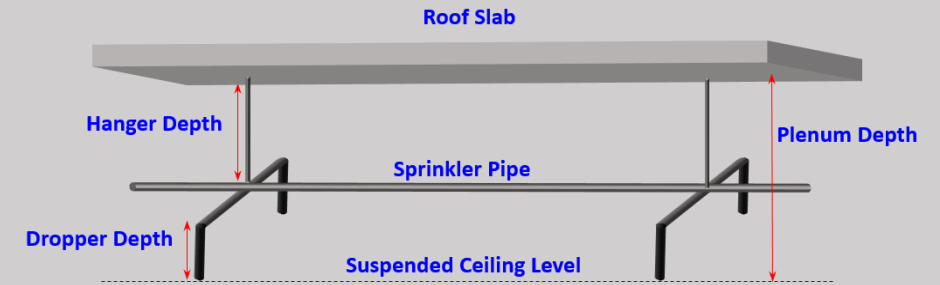 Roof Slab
Hanger Depth
Plenum Depth
Sprinkler Pipe
Dropper Depth
Suspended Ceiling Level